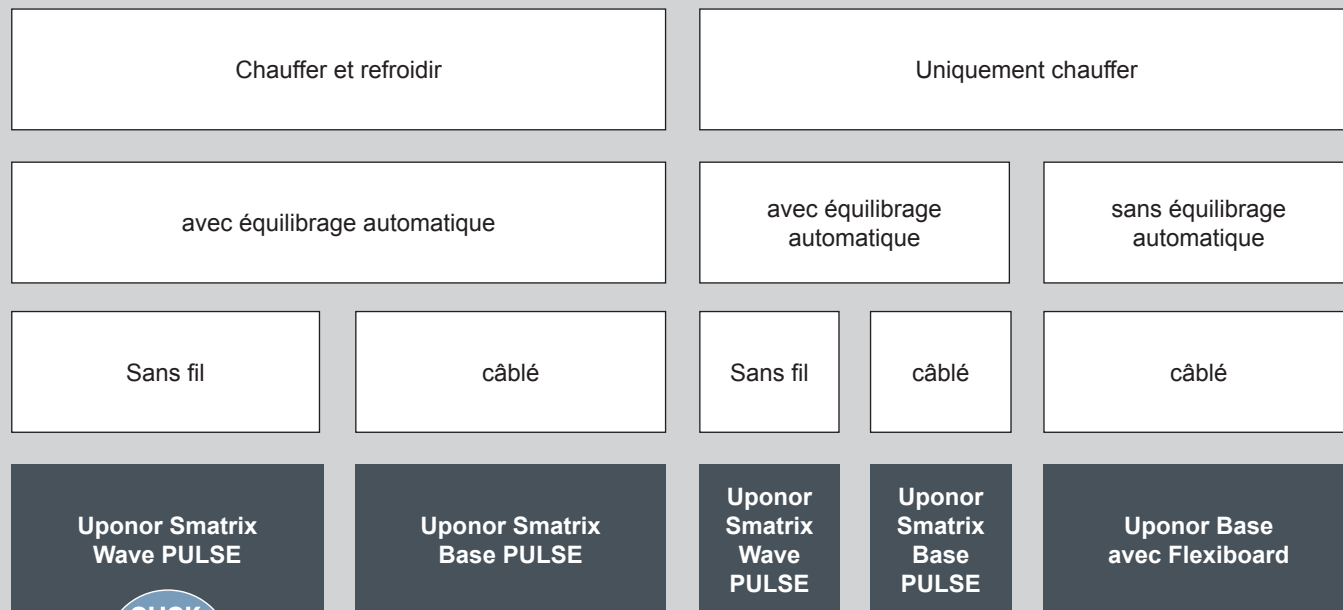 Chauffer et refroidir
Uniquement chauffer
avec équilibrage automatique
avec équilibrage
automatique
sans équilibrage
automatique
Sans fil
câblé
Sans fil
câblé
câblé
Uponor Smatrix
Wave PULSE
Uponor Smatrix
Base PULSE
Uponor
Smatrix
Wave
PULSE
Uponor
Smatrix
Base
PULSE
Uponor Base
avec Flexiboard